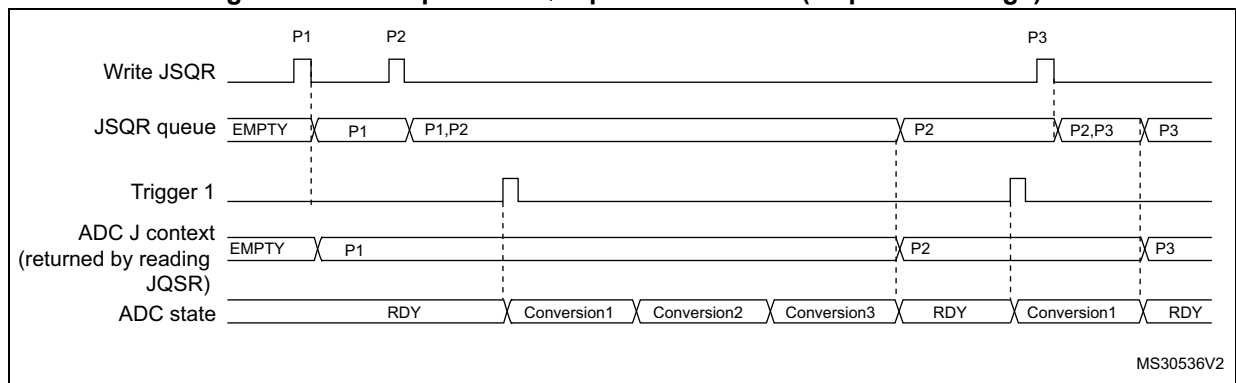 P1 P2 P3
Write JSQR
JSQR queue EMPTY P1 P1,P2 P2 P2,P3 P3
Trigger 1
ADC J context
(returned by reading
JQSR)
EMPTY P1 P2 P3
ADC state RDY Conversion1 Conversion2 Conversion3 RDY Conversion1 RDY
MS30536V2